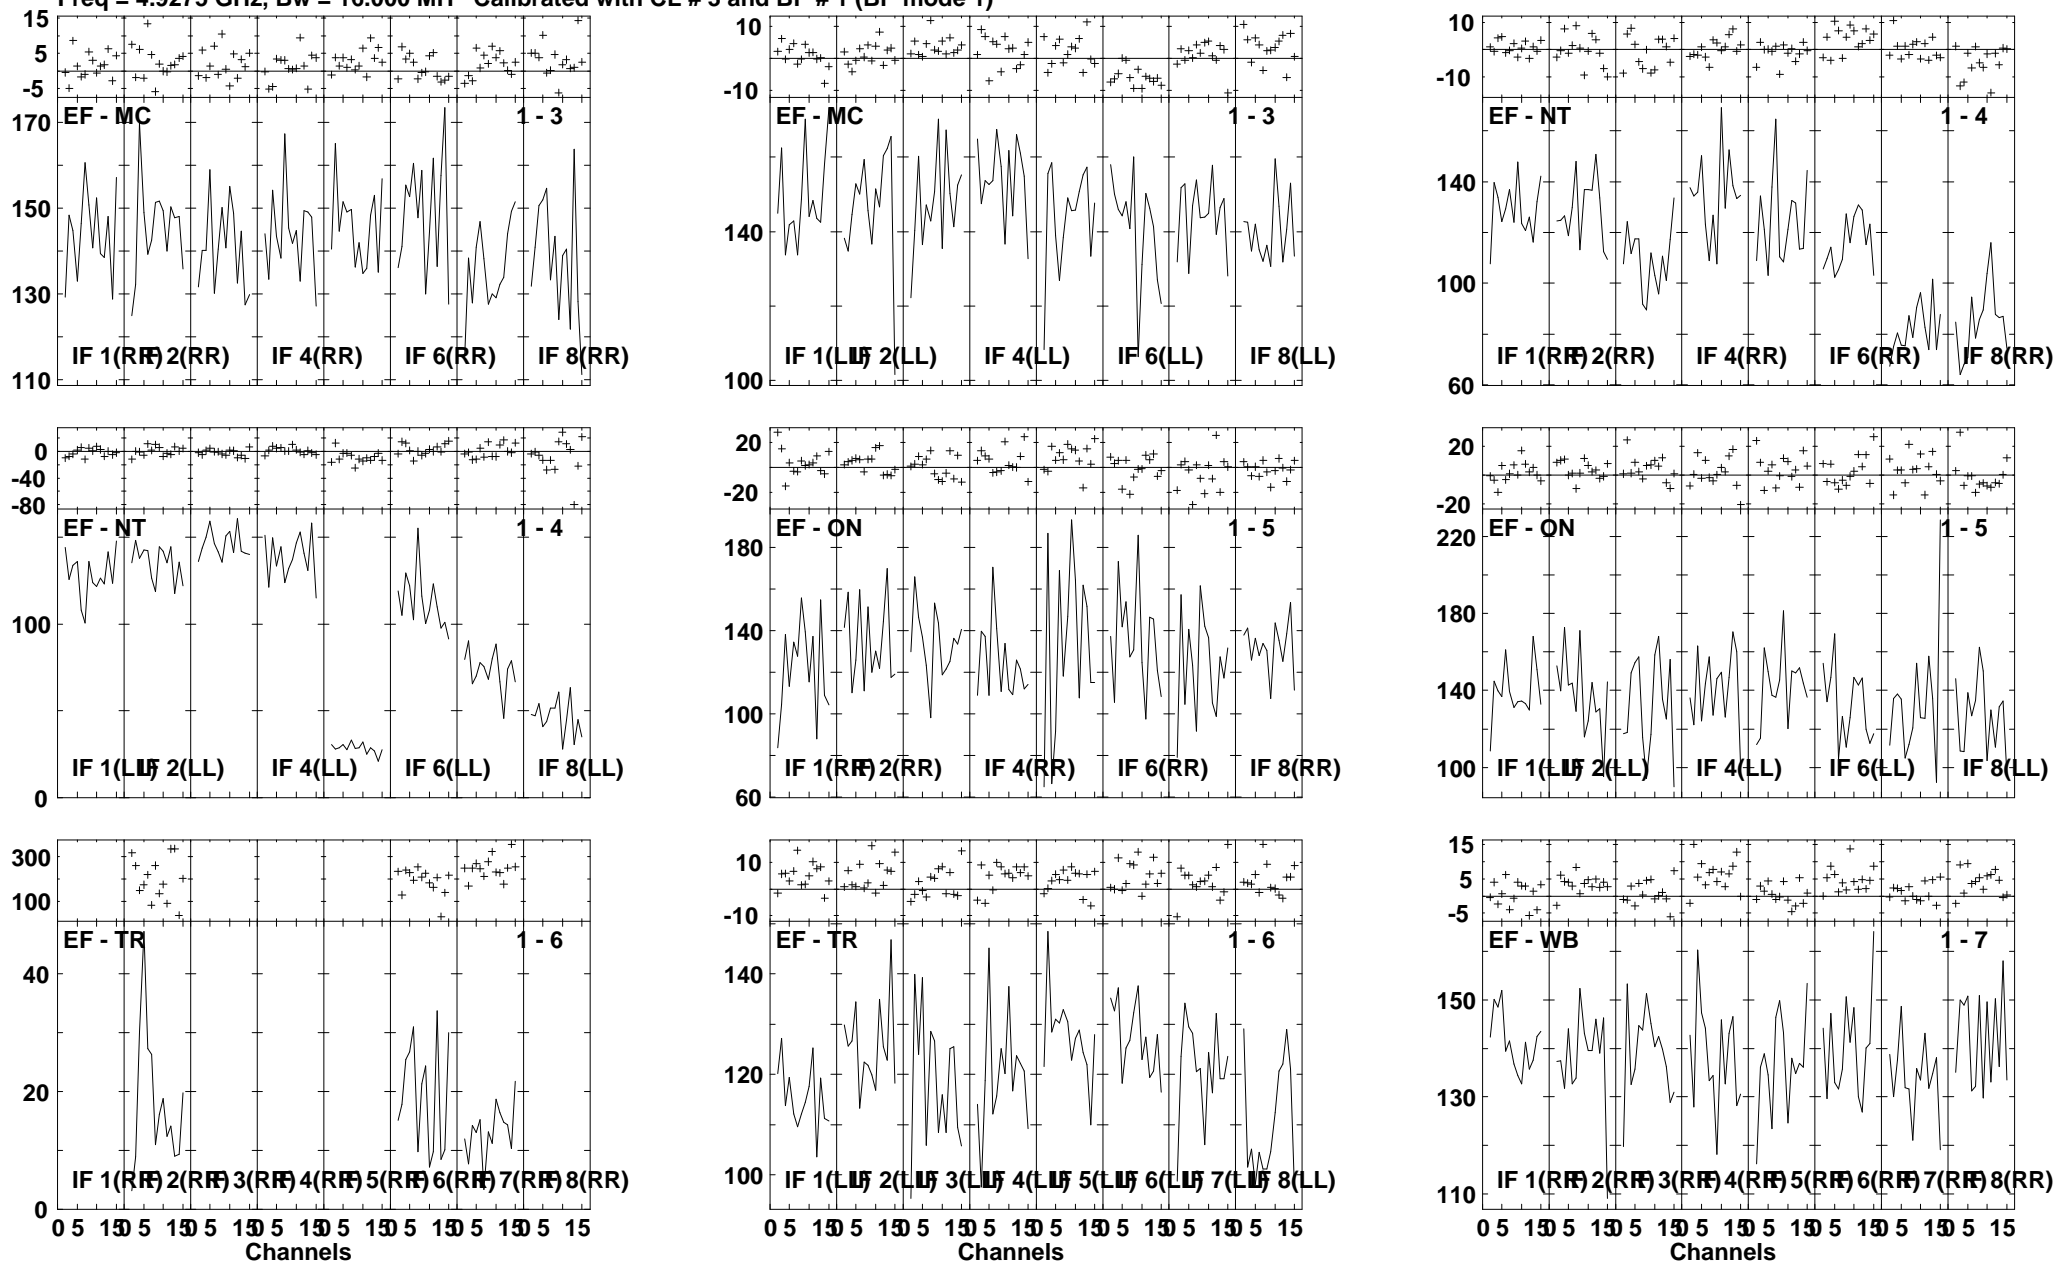 Freq = 4.9275 GHz, Bw = 16.000 MH Calibrated with CL # 3 and BP # 1 (BP mode 1)
15 5 -5
10 -10
10 -10
EF - MC 1 - 3
170 150 130 110
IF 1(RR) IF 2(RR) IF 4(RR) IF 6(RR) IF 8(RR)
EF - MC 1 - 3
140 100
IF 1(LL) IF 2(LL) IF 4(LL) IF 6(LL) IF 8(LL)
EF - NT 1 - 4
140 100 60
IF 1(RR) IF 2(RR) IF 4(RR) IF 6(RR) IF 8(RR)
0 -40 -80
20 -20
20 -20
EF - NT 1 - 4
100 0
IF 1(LL) IF 2(LL) IF 4(LL) IF 6(LL) IF 8(LL)
EF - ON 1 - 5
180 140 100 60
IF 1(RR) IF 2(RR) IF 4(RR) IF 6(RR) IF 8(RR)
EF - ON 1 - 5
220 180 140 100
IF 1(LL) IF 2(LL) IF 4(LL) IF 6(LL) IF 8(LL)
300 100
10 -10
15 5 -5
EF - TR 1 - 6
40 20 0
IF 1(RR) IF 2(RR) IF 3(RR) IF 4(RR) IF 5(RR) IF 6(RR) IF 7(RR) IF 8(RR)
0 5 15 0 5 15 0 5 15 0 5 15 0 5 15 0 5 15 0 5 15 0 5 15
Channels
EF - TR 1 - 6
140 120 100
IF 1(LL) IF 2(LL) IF 3(LL) IF 4(LL) IF 5(LL) IF 6(LL) IF 7(LL) IF 8(LL)
0 5 15 0 5 15 0 5 15 0 5 15 0 5 15 0 5 15 0 5 15 0 5 15
Channels
EF - WB 1 - 7
150 130 110
IF 1(RR) IF 2(RR) IF 3(RR) IF 4(RR) IF 5(RR) IF 6(RR) IF 7(RR) IF 8(RR)
0 5 15 0 5 15 0 5 15 0 5 15 0 5 15 0 5 15 0 5 15 0 5 15
Channels